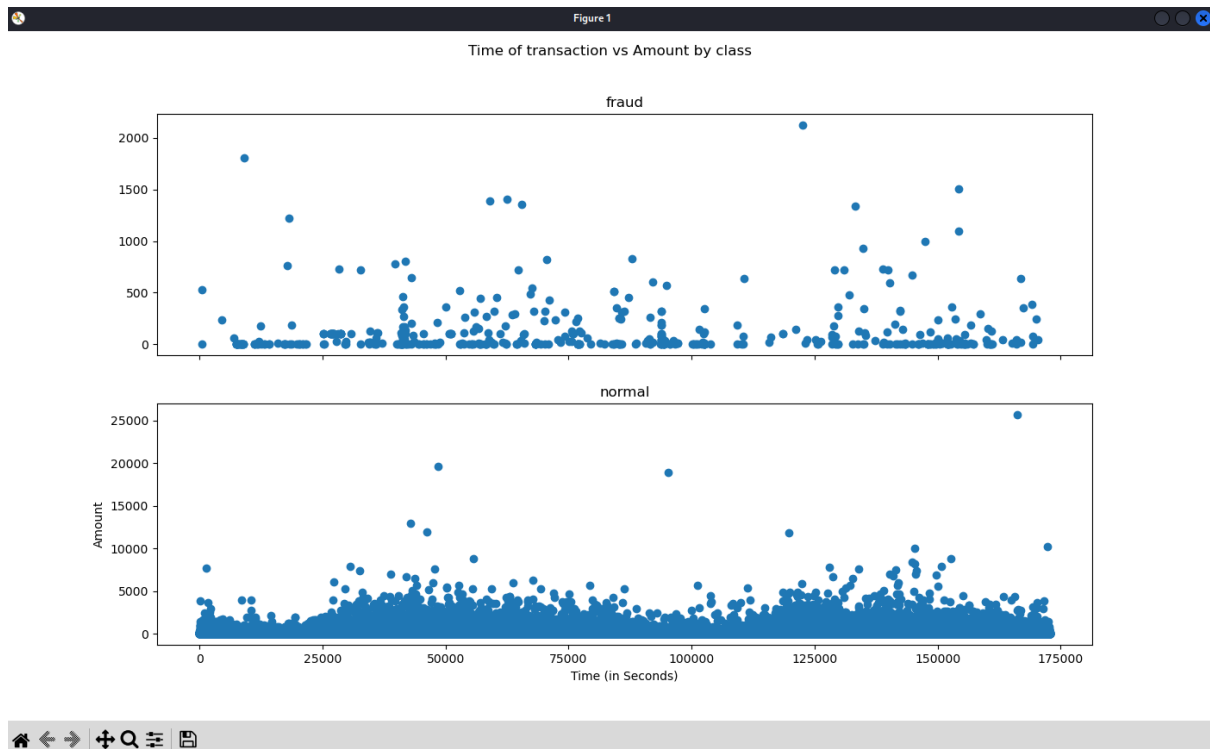 Figure 1
Time of transaction vs Amount by class
fraud
2000
1500
1000
500
0
normal
25000
20000
15000
10000
5000
0
Amount
0 25000 50000 75000 100000 125000 150000 175000
Time (in Seconds)